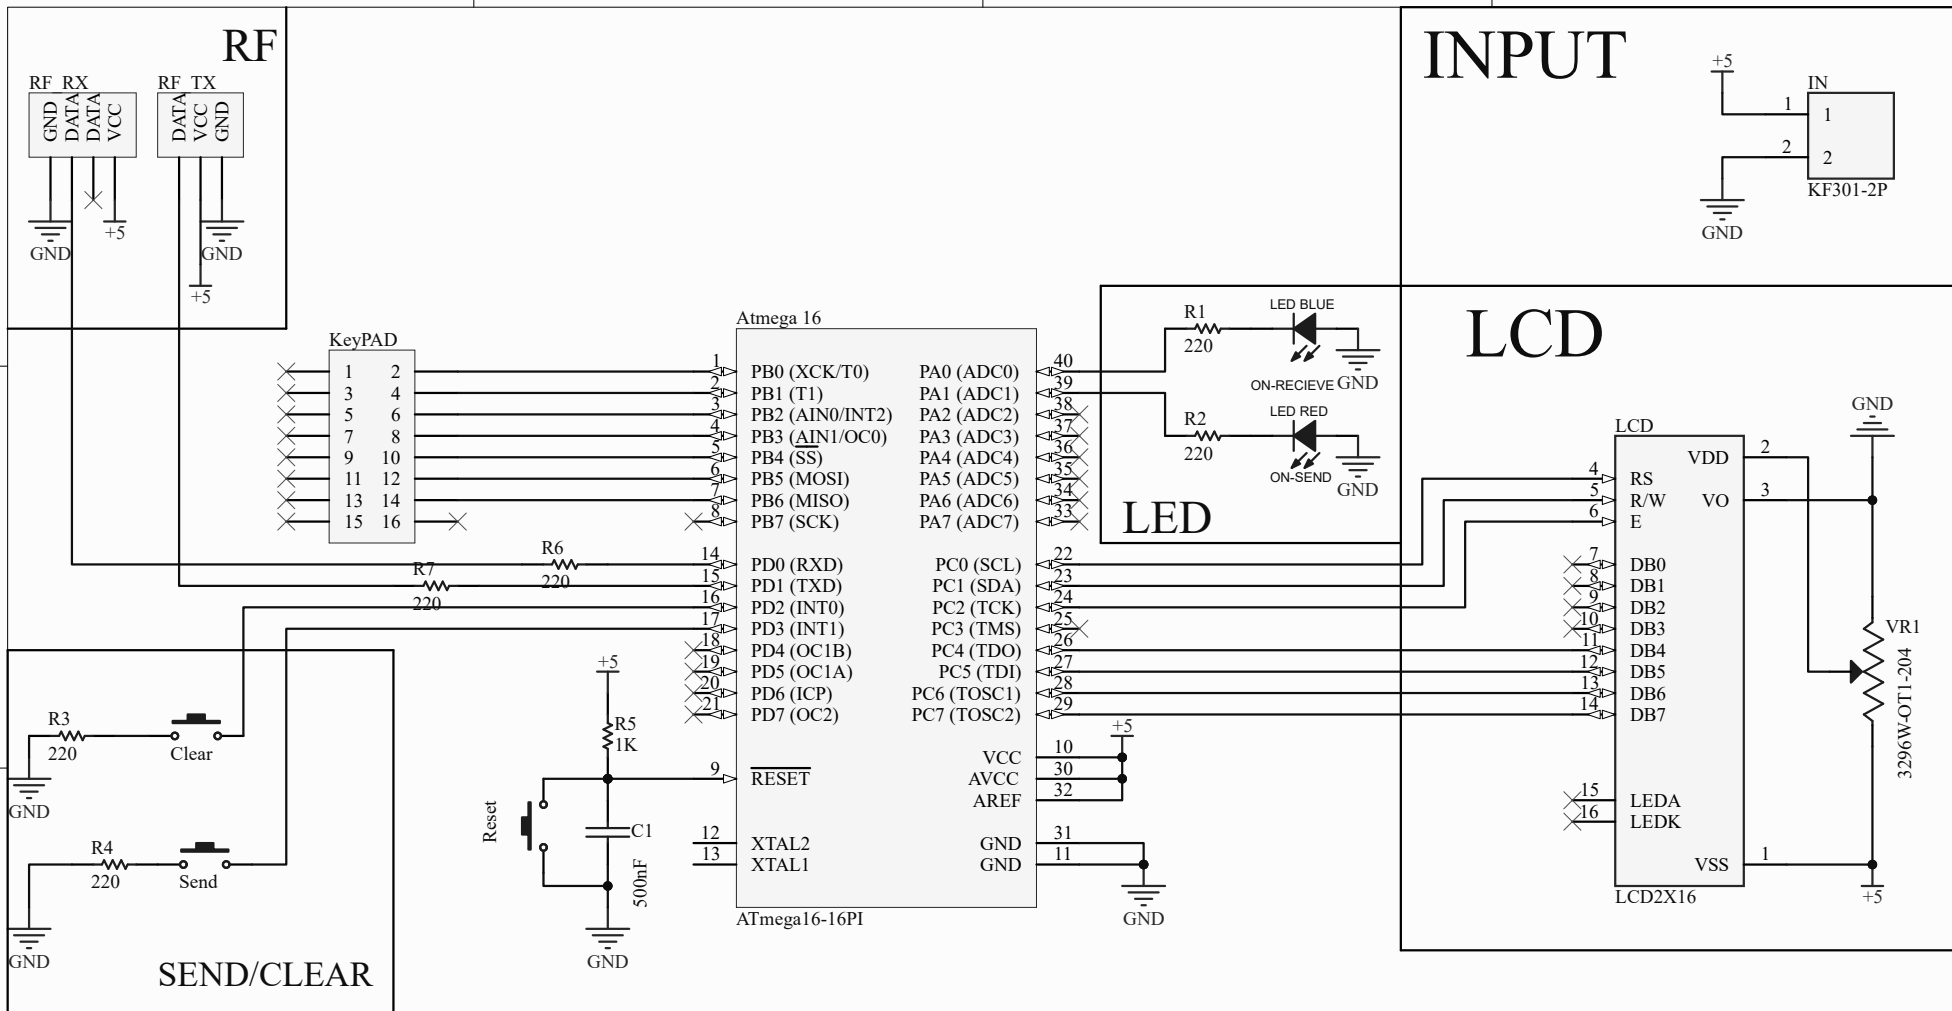 RF
RF_RX
GND
DATA
DATA
VCC
GND
+5
RF_TX
DATA
VCC
GND
GND
+5
INPUT
+5
IN
1 1
2 2
KF301-2P
GND
KeyPAD
1 2
3 4
5 6
7 8
9 10
11 12
13 14
15 16
R6
220
R7
220
Atmega 16
1 PB0 (XCK/T0)
2 PB1 (T1)
3 PB2 (AIN0/INT2)
4 PB3 (AIN1/OC0)
5 PB4 (SS)
6 PB5 (MOSI)
7 PB6 (MISO)
8 PB7 (SCK)
14 PD0 (RXD)
15 PD1 (TXD)
16 PD2 (INT0)
17 PD3 (INT1)
18 PD4 (OC1B)
19 PD5 (OC1A)
20 PD6 (ICP)
21 PD7 (OC2)
9 RESET
12 XTAL2
13 XTAL1
PA0 (ADC0) 40
PA1 (ADC1) 39
PA2 (ADC2) 38
PA3 (ADC3) 37
PA4 (ADC4) 36
PA5 (ADC5) 35
PA6 (ADC6) 34
PA7 (ADC7) 33
PC0 (SCL) 22
PC1 (SDA) 23
PC2 (TCK) 24
PC3 (TMS) 25
PC4 (TDO) 26
PC5 (TDI) 27
PC6 (TOSC1) 28
PC7 (TOSC2) 29
VCC 10
AVCC 30
AREF 32
GND 31
GND 11
ATmega16-16PI
+5
GND
R1
220
LED BLUE
ON-RECIEVE
GND
R2
220
LED RED
ON-SEND
GND
LED
LCD
LCD
4 RS
5 R/W
6 E
7 DB0
8 DB1
9 DB2
10 DB3
11 DB4
12 DB5
13 DB6
14 DB7
15 LEDA
16 LEDK
VDD 2
VO 3
VSS 1
LCD2X16
GND
VR1
3296W-OT1-204
+5
R3
220
Clear
GND
R4
220
Send
GND
SEND/CLEAR
+5
R5
1K
Reset
C1
500nF
GND